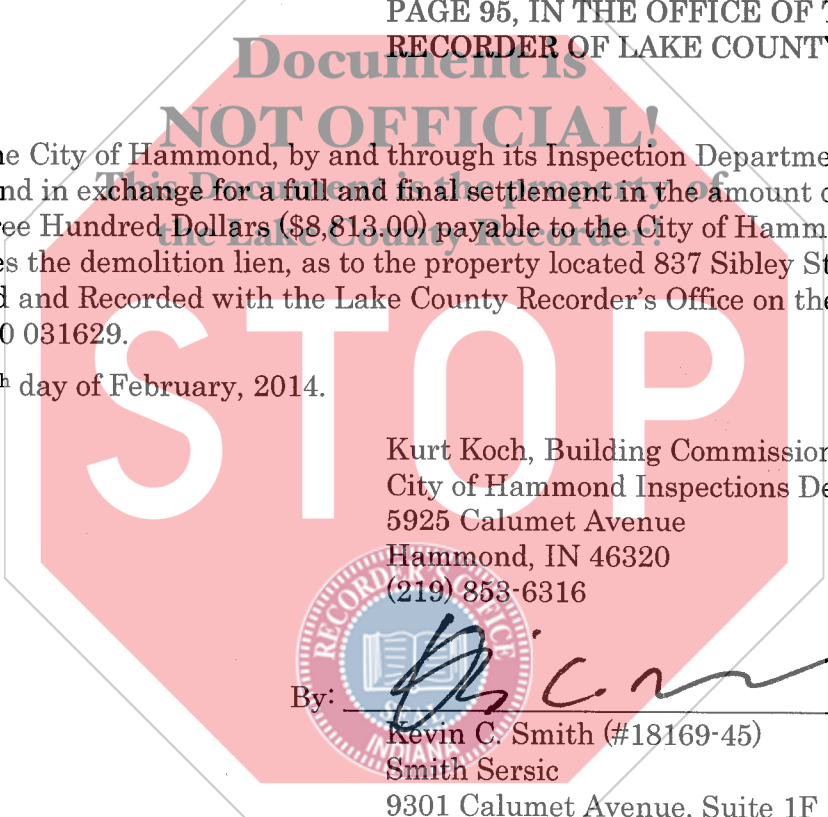 PAGE 95, IN THE OFFICE OF
RECORDER OF LAKE COUNTY
Document is
NOT OFFICIAL!
This Document is the property of
the Lake County Recorder!
e City of Hammond, by and through its Inspection Departme
nd in exchange for a full and final settlement in the amount
ree Hundred Dollars ($8,813.00) payable to the City of Hamm
es the demolition lien, as to the property located 837 Sibley St
d and Recorded with the Lake County Recorder's Office on the
0 031629.
h day of February, 2014.
STOP
Kurt Koch, Building Commission
City of Hammond Inspections De
5925 Calumet Avenue
Hammond, IN 46320
(219) 853-6316
RECORDER'S OFFICE
SEAL
INDIANA
By:
Kevin C. Smith (#18169-45)
Smith Sersic
9301 Calumet Avenue, Suite 1F